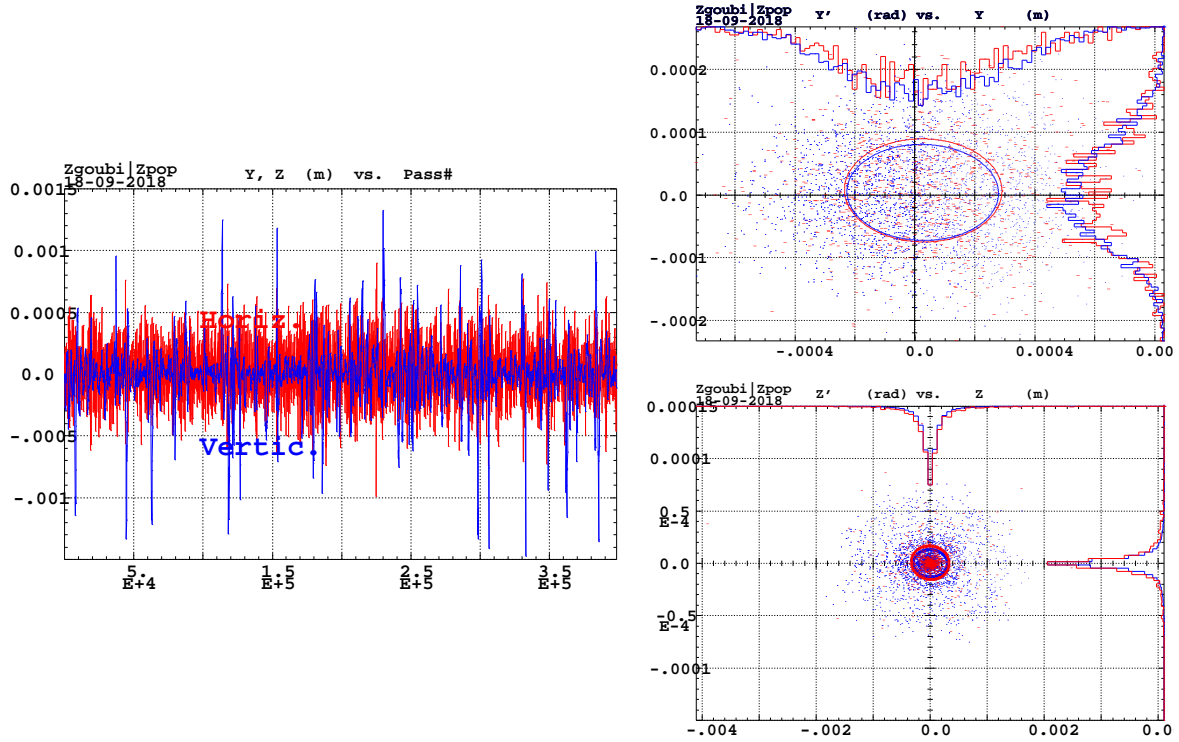 Zgoubi|Zpop
18-09-2018
Y, Z (m) vs. Pass#
0.0015
0.001
0.0005
0.0
-.0005
-.001
Horiz.
Vertic.
5. E+4
1.
E+5
2.
E+5
3.
E+5
Zgoubi|Zpop
18-09-2018
Y' (rad) vs. Y (m)
0.0002
0.0001
0.0
-.0001
-.0002
-.0004
0.0
0.0004
0.00
Zgoubi|Zpop
18-09-2018
Z' (rad) vs. Z (m)
0.00015
0.0001
0.5
E-4
0.0
-0.5
E-4
-.0001
-.004
-.002
0.0
0.002
0.0